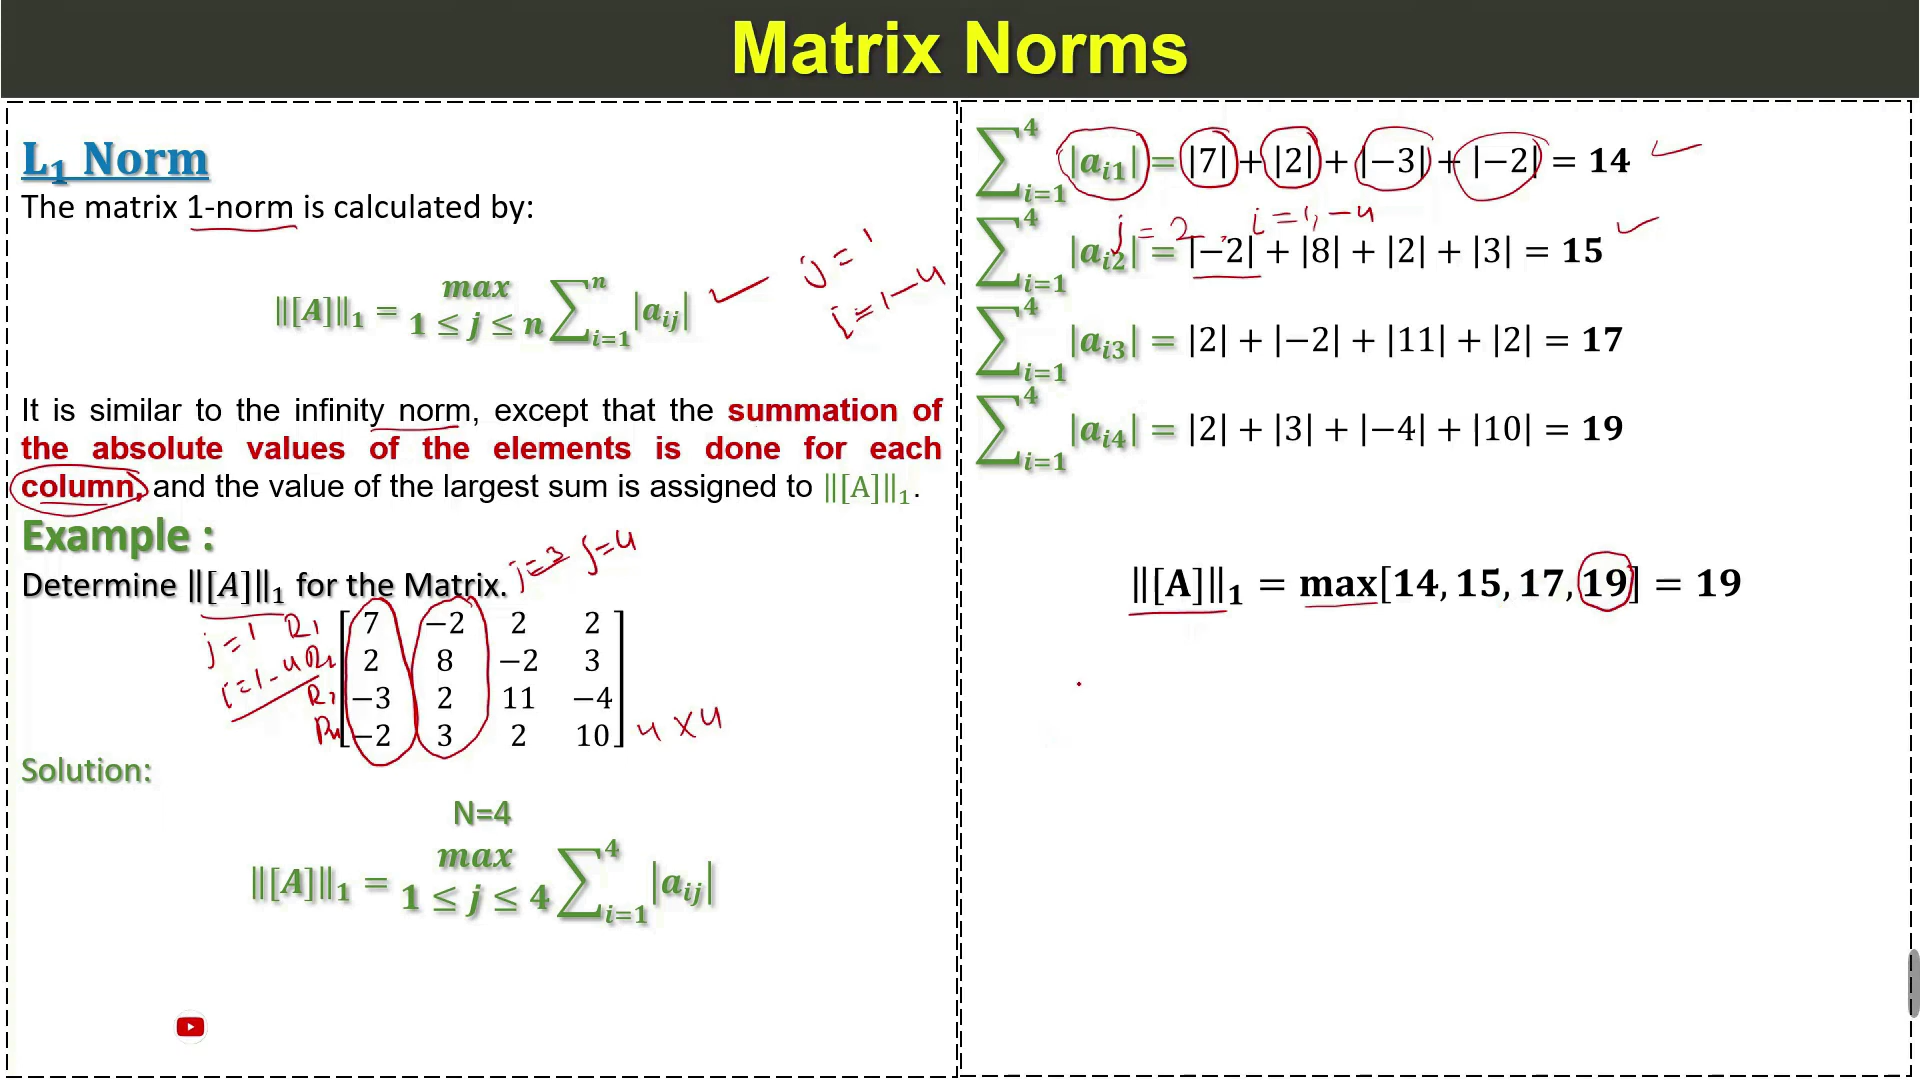 Matrix Norms
L₁ Norm
The matrix 1-norm is calculated by:
‖[A]‖₁ = max 1 ≤ j ≤ n ∑ⁿᵢ₌₁ |aᵢⱼ|
j = 1
i = 1 – 4
It is similar to the infinity norm, except that the summation of
the absolute values of the elements is done for each
column, and the value of the largest sum is assigned to ‖[A]‖₁.
Example :
j=3 j=4
Determine ‖[A]‖₁ for the Matrix.
j=1 R1 7 −2 2 2
i=1-4 2 8 −2 3
−3 2 11 −4
−2 3 2 10 4 x 4
Solution:
N=4
‖[A]‖₁ = max 1 ≤ j ≤ 4 ∑⁴ᵢ₌₁ |aᵢⱼ|
∑⁴ᵢ₌₁ |aᵢ₁| = |7| + |2| + |−3| + |−2| = 14
j = 2, i = 1, – 4
∑⁴ᵢ₌₁ |aᵢ₂| = |−2| + |8| + |2| + |3| = 15
∑⁴ᵢ₌₁ |aᵢ₃| = |2| + |−2| + |11| + |2| = 17
∑⁴ᵢ₌₁ |aᵢ₄| = |2| + |3| + |−4| + |10| = 19
‖[A]‖₁ = max[14, 15, 17, 19] = 19